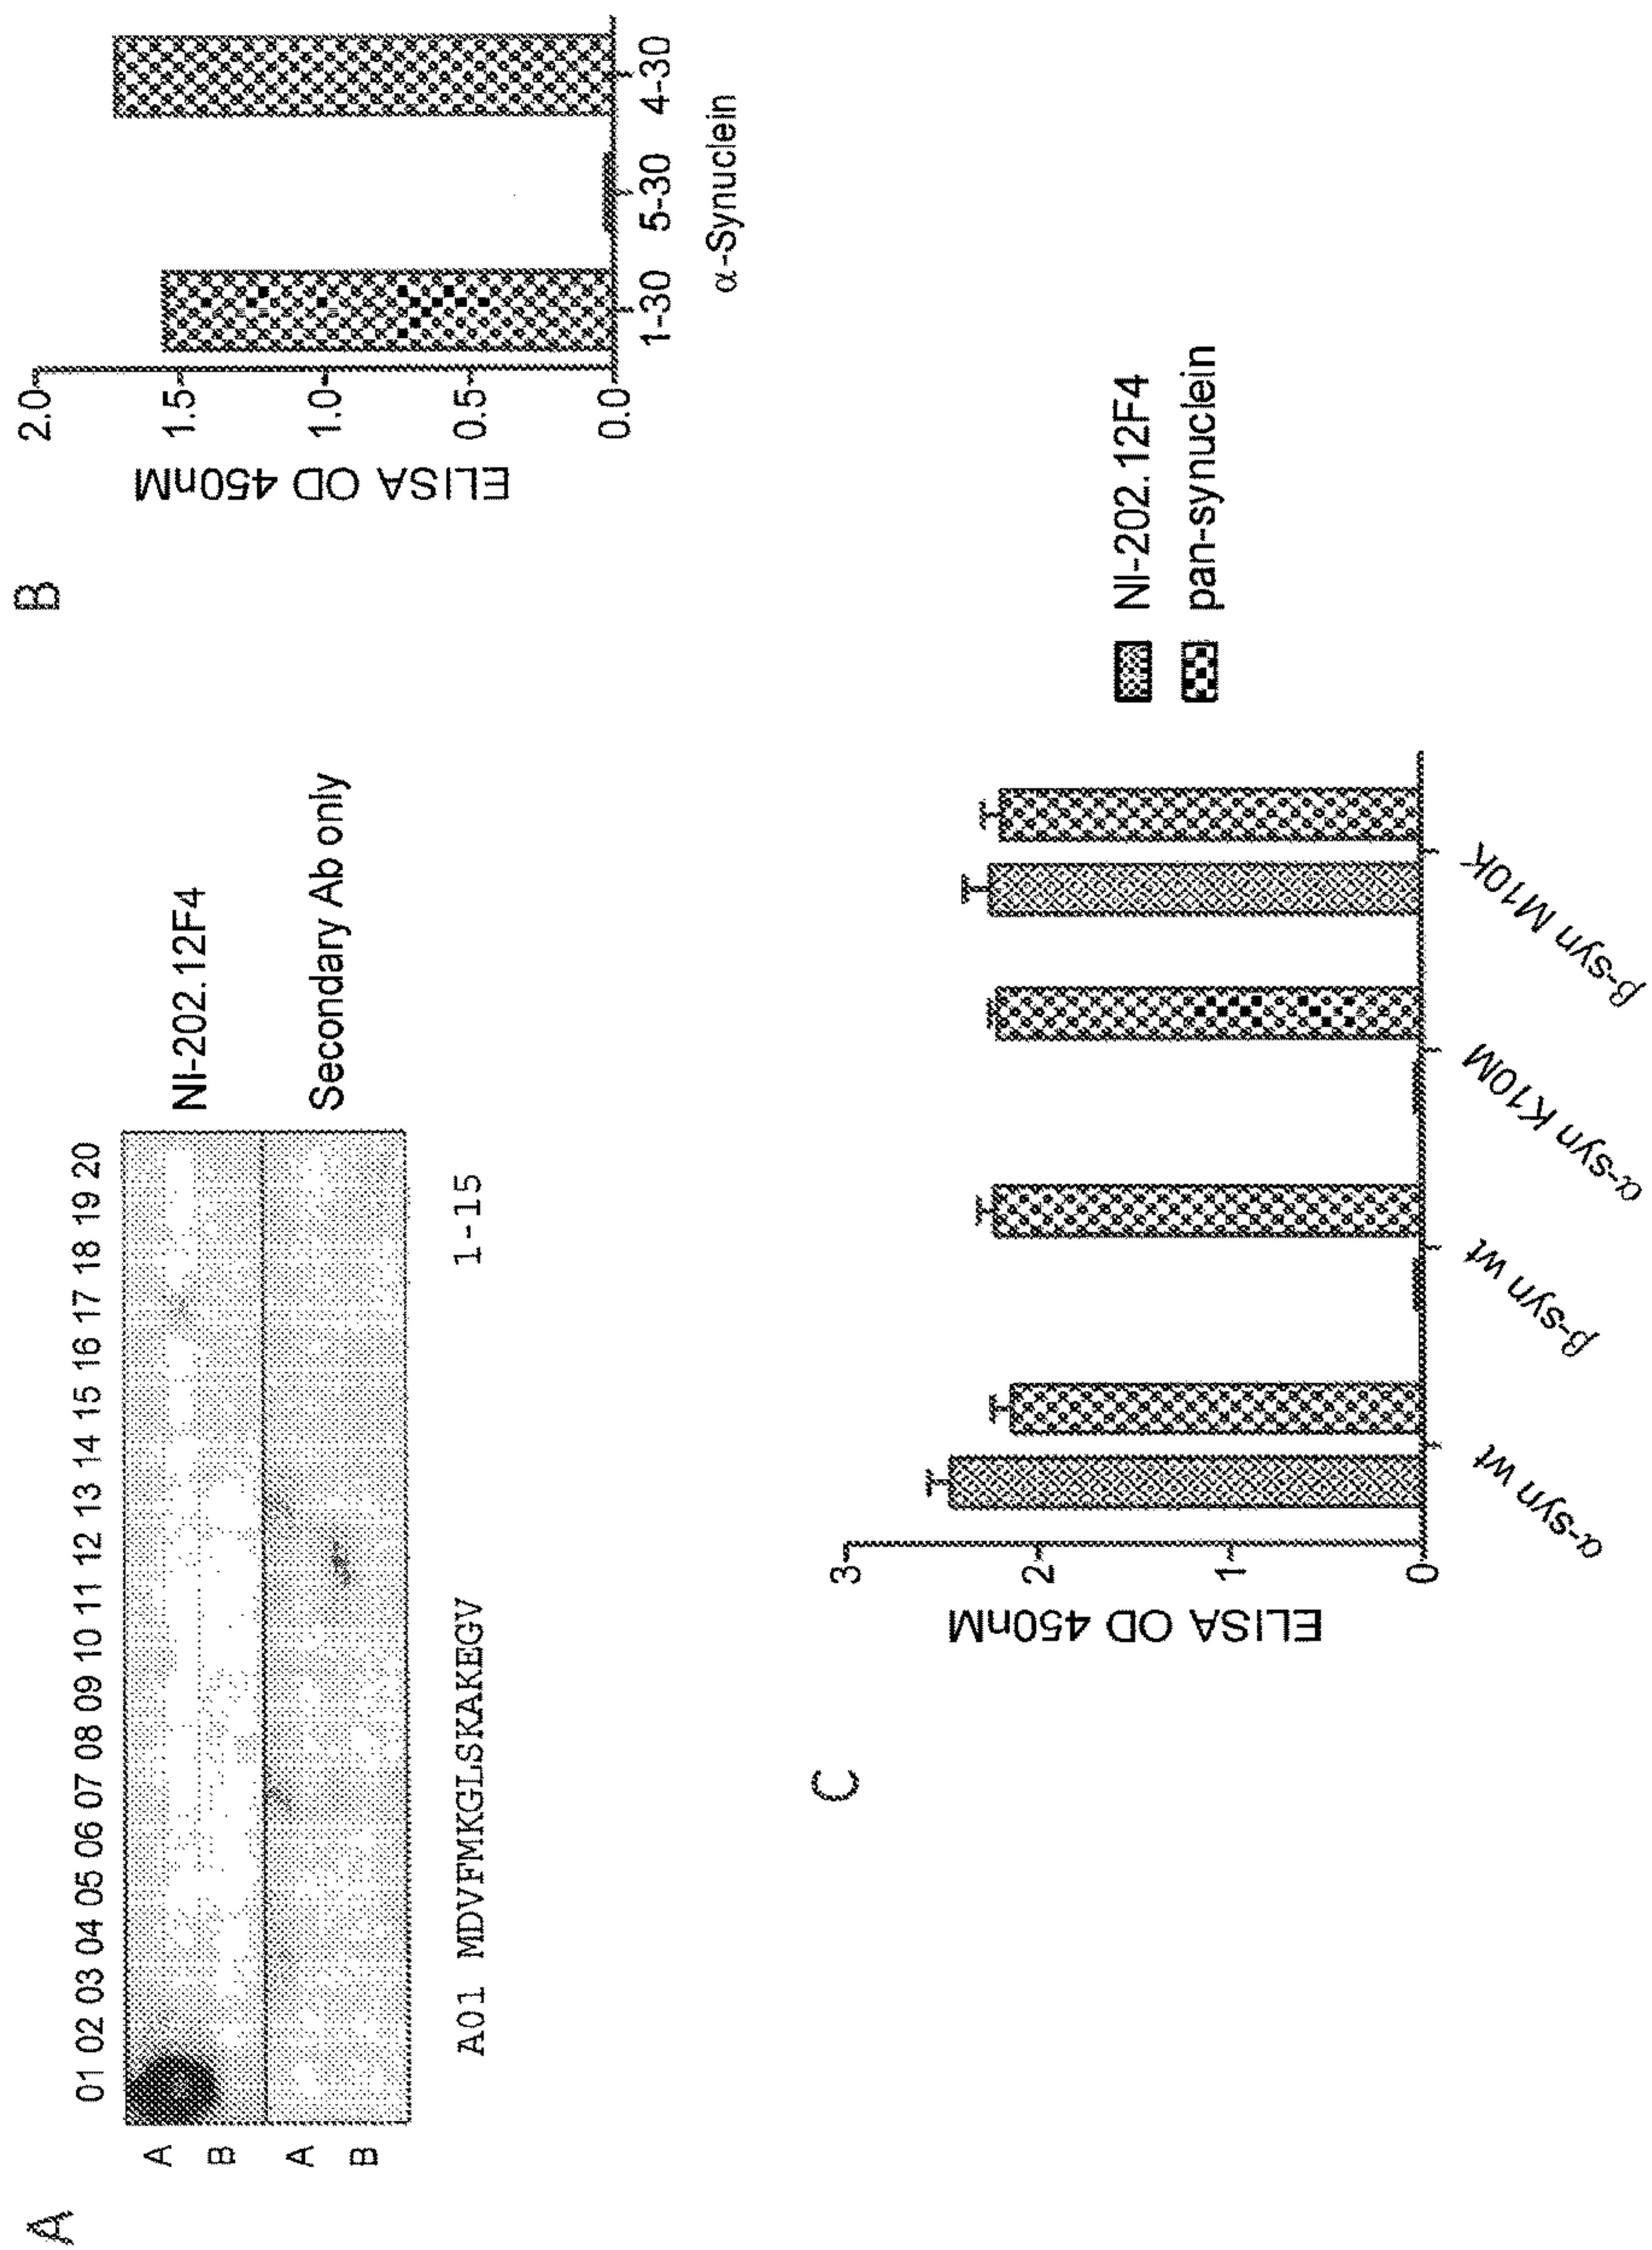 A
01 02 03 04 05 06 07 08 09 10 11 12 13 14 15 16 17 18 19 20
A
B
NI-202.12F4
A
B
Secondary Ab only
A01 MDVFMKGLSKAKEGV 1-15
B
ELISA OD 450nM
2.0
1.5
1.0
0.5
0.0
1-30 5-30 4-30
α-Synuclein
C
ELISA OD 450nM
3
2
1
0
α-syn wt
β-syn wt
α-syn K10M
β-syn M10K
NI-202.12F4
pan-synuclein